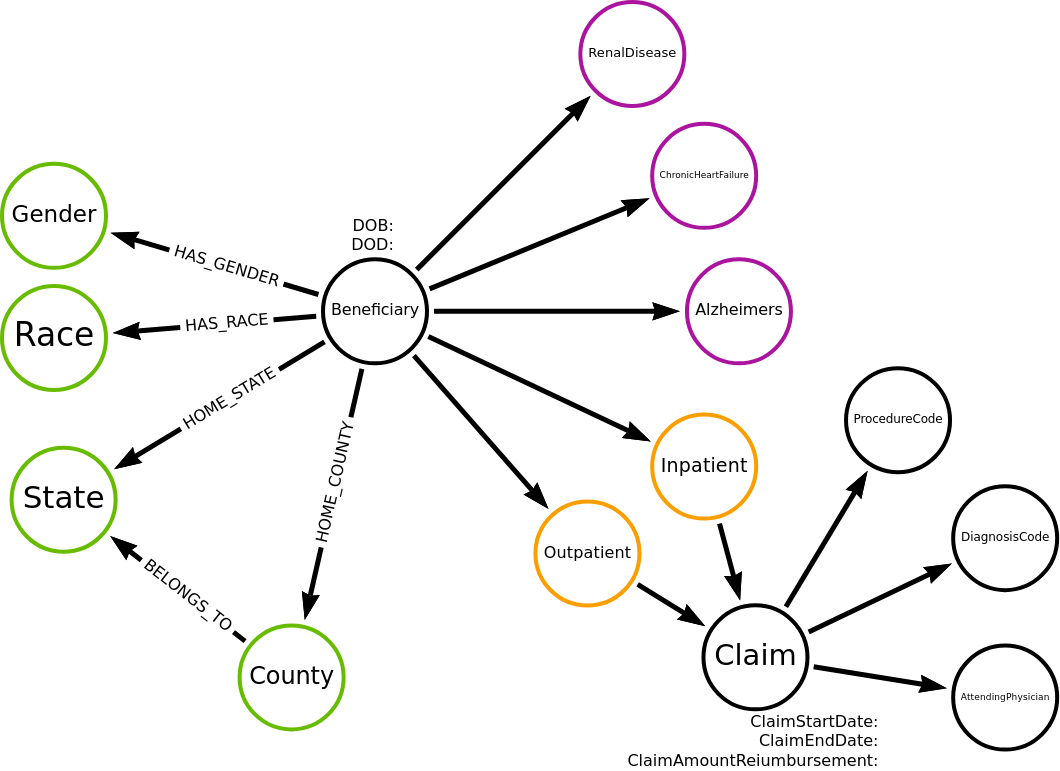 RenalDisease
ChronicHeartFailure
Gender
DOB:
DOD:
HAS_GENDER
Beneficiary
Alzheimers
Race
HAS_RACE
HOME_STATE
ProcedureCode
Inpatient
State
HOME_COUNTY
DiagnosisCode
Outpatient
BELONGS_TO
Claim
County
AttendingPhysician
ClaimStartDate:
ClaimEndDate:
ClaimAmountReiumbursement: